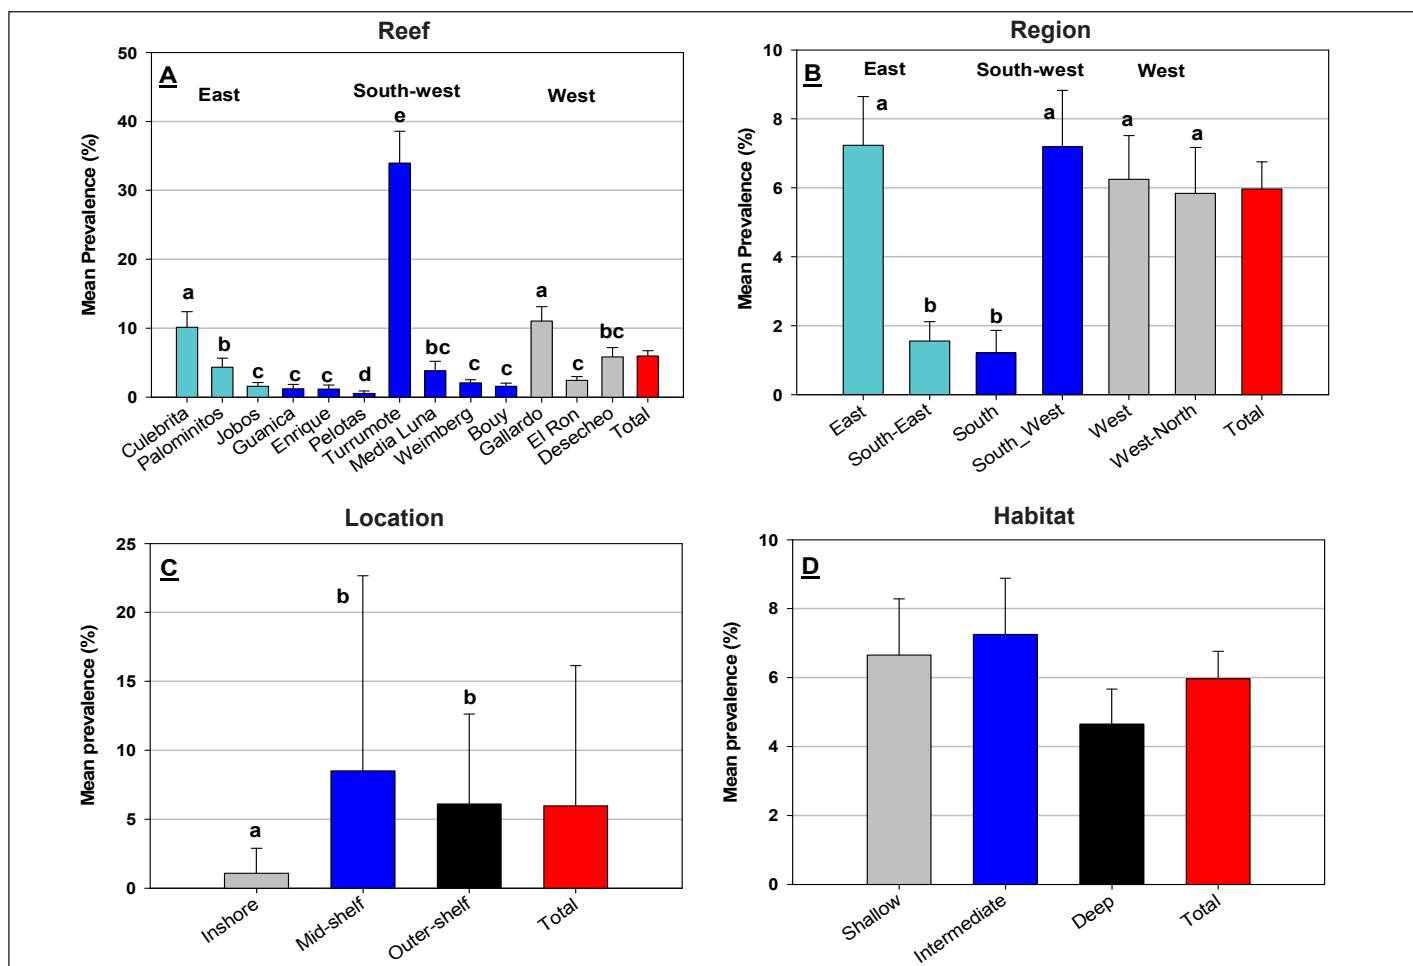 Reef
A
East
South-west
West
Mean Prevalence (%)
50
40
30
20
10
0
a
b
c
c
c
d
e
bc
c
c
a
c
bc
Culebrita
Palominitos
Jobos
Guanica
Enrique
Pelotas
Turrumote
Media Luna
Weimberg
Bouy
Gallardo
El Ron
Desecheo
Total
Region
B
East
South-west
West
Mean Prevalence (%)
10
8
6
4
2
0
a
b
b
a
a
a
East
South-East
South
South_West
West
West-North
Total
Location
C
Mean prevalence (%)
25
20
15
10
5
0
a
b
b
Inshore
Mid-shelf
Outer-shelf
Total
Habitat
D
Mean prevalence (%)
10
8
6
4
2
0
Shallow
Intermediate
Deep
Total